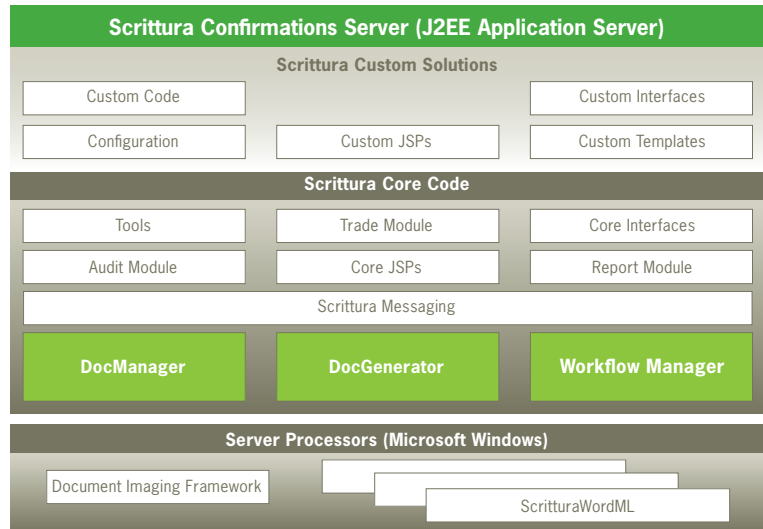 Scrittura Confirmations Server (J2EE Application Server)
Scrittura Custom Solutions
Custom Code
Custom Interfaces
Configuration
Custom JSPs
Custom Templates
Scrittura Core Code
Tools
Trade Module
Core Interfaces
Audit Module
Core JSPs
Report Module
Scrittura Messaging
DocManager
DocGenerator
Workflow Manager
Server Processors (Microsoft Windows)
Document Imaging Framework
ScritturaWordML